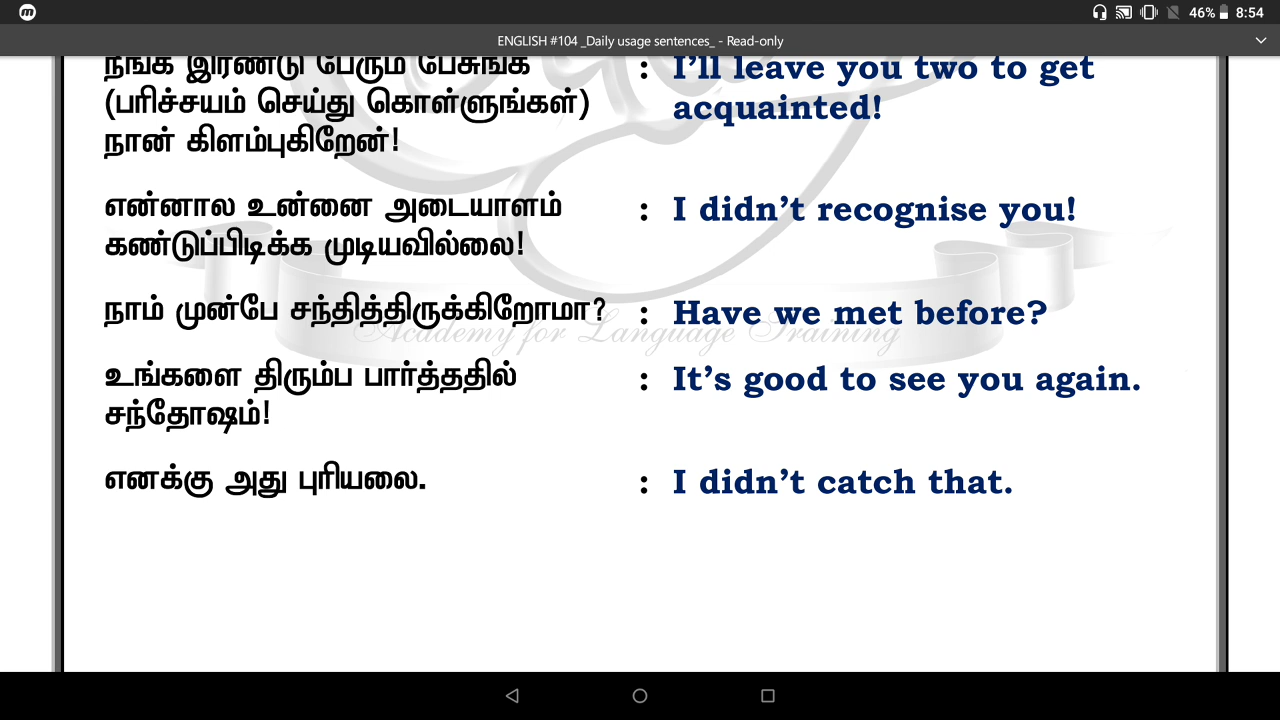 46% 8:54
ENGLISH #104 _Daily usage sentences_ - Read-only
நீங்க இரண்டு பேரும் பேசுங்க : I’ll leave you two to get
(பரிச்சயம் செய்து கொள்ளுங்கள்) acquainted!
நான் கிளம்புகிறேன்!
என்னால உன்னை அடையாளம் : I didn’t recognise you!
கண்டுப்பிடிக்க முடியவில்லை!
நாம் முன்பே சந்தித்திருக்கிறோமா? : Have we met before?
Academy for Language Training
உங்களை திரும்ப பார்த்ததில் : It’s good to see you again.
சந்தோஷம்!
எனக்கு அது புரியலை. : I didn’t catch that.